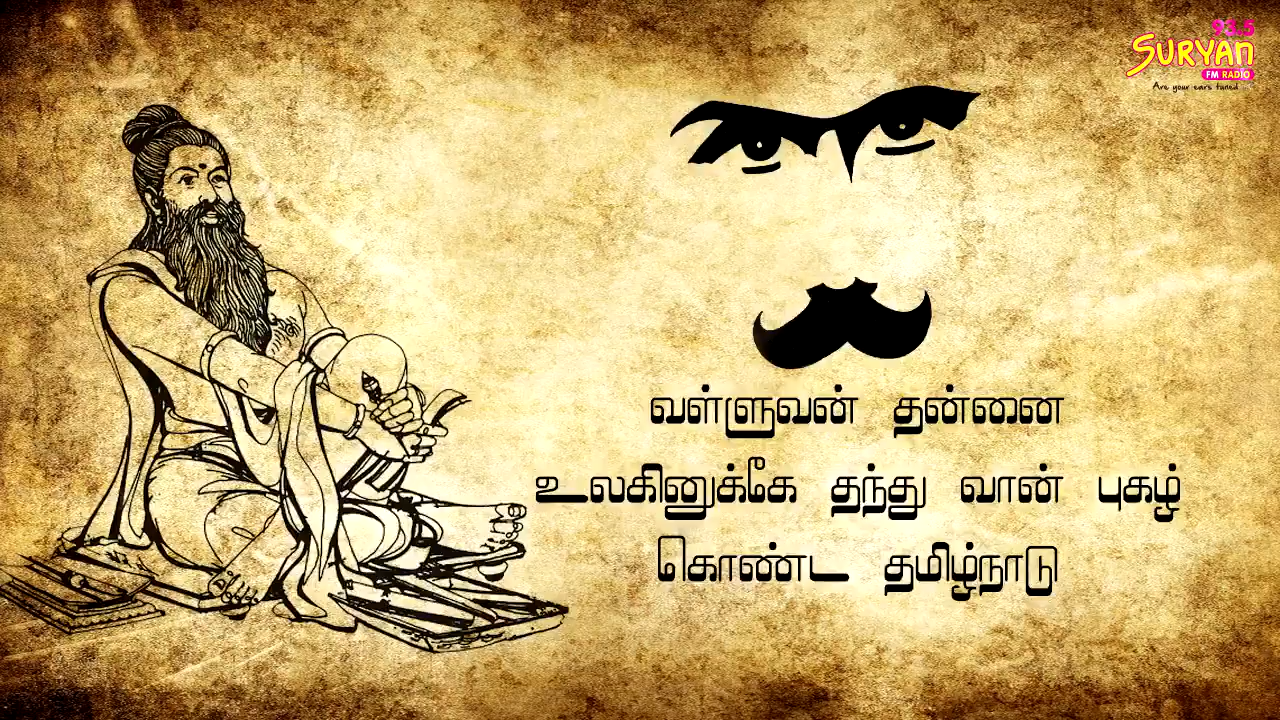 93.5
SURYAN
FM RADIO
Are your ears tuned
வள்ளுவன் தன்னை
உலகினுக்கே தந்து வான் புகழ்
கொண்ட தமிழ்நாடு